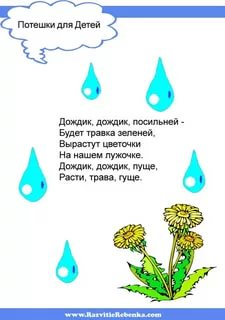 Потешки для Детей
Дождик, дождик, посильней -
Будет травка зеленей,
Вырастут цветочки
На нашем лужочке.
Дождик, дождик, пуще,
Расти, трава, гуще.
www.RazvitieRebenka.com